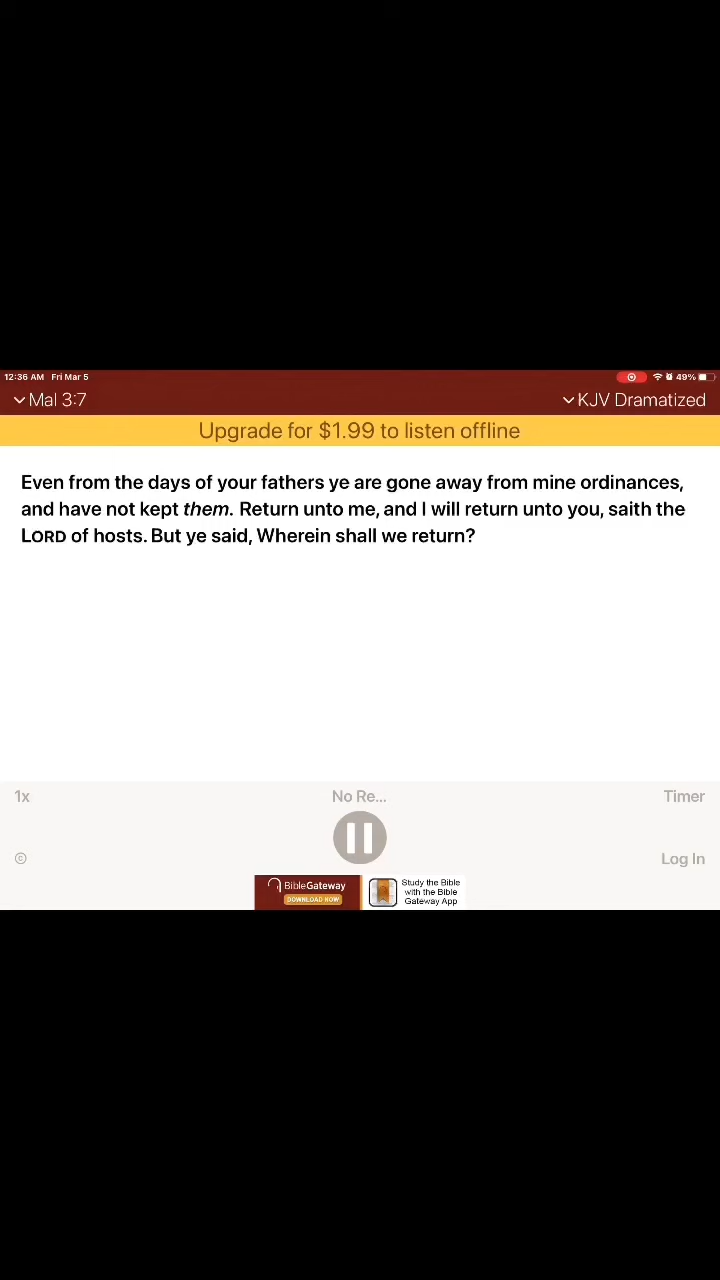 12:36 AM Fri Mar 5 49%
Mal 3:7 KJV Dramatized
Upgrade for $1.99 to listen offline
Even from the days of your fathers ye are gone away from mine ordinances,
and have not kept them. Return unto me, and I will return unto you, saith the
LORD of hosts. But ye said, Wherein shall we return?
1x No Re... Timer
© Log In
BibleGateway
DOWNLOAD NOW
Study the Bible
with the Bible
Gateway App